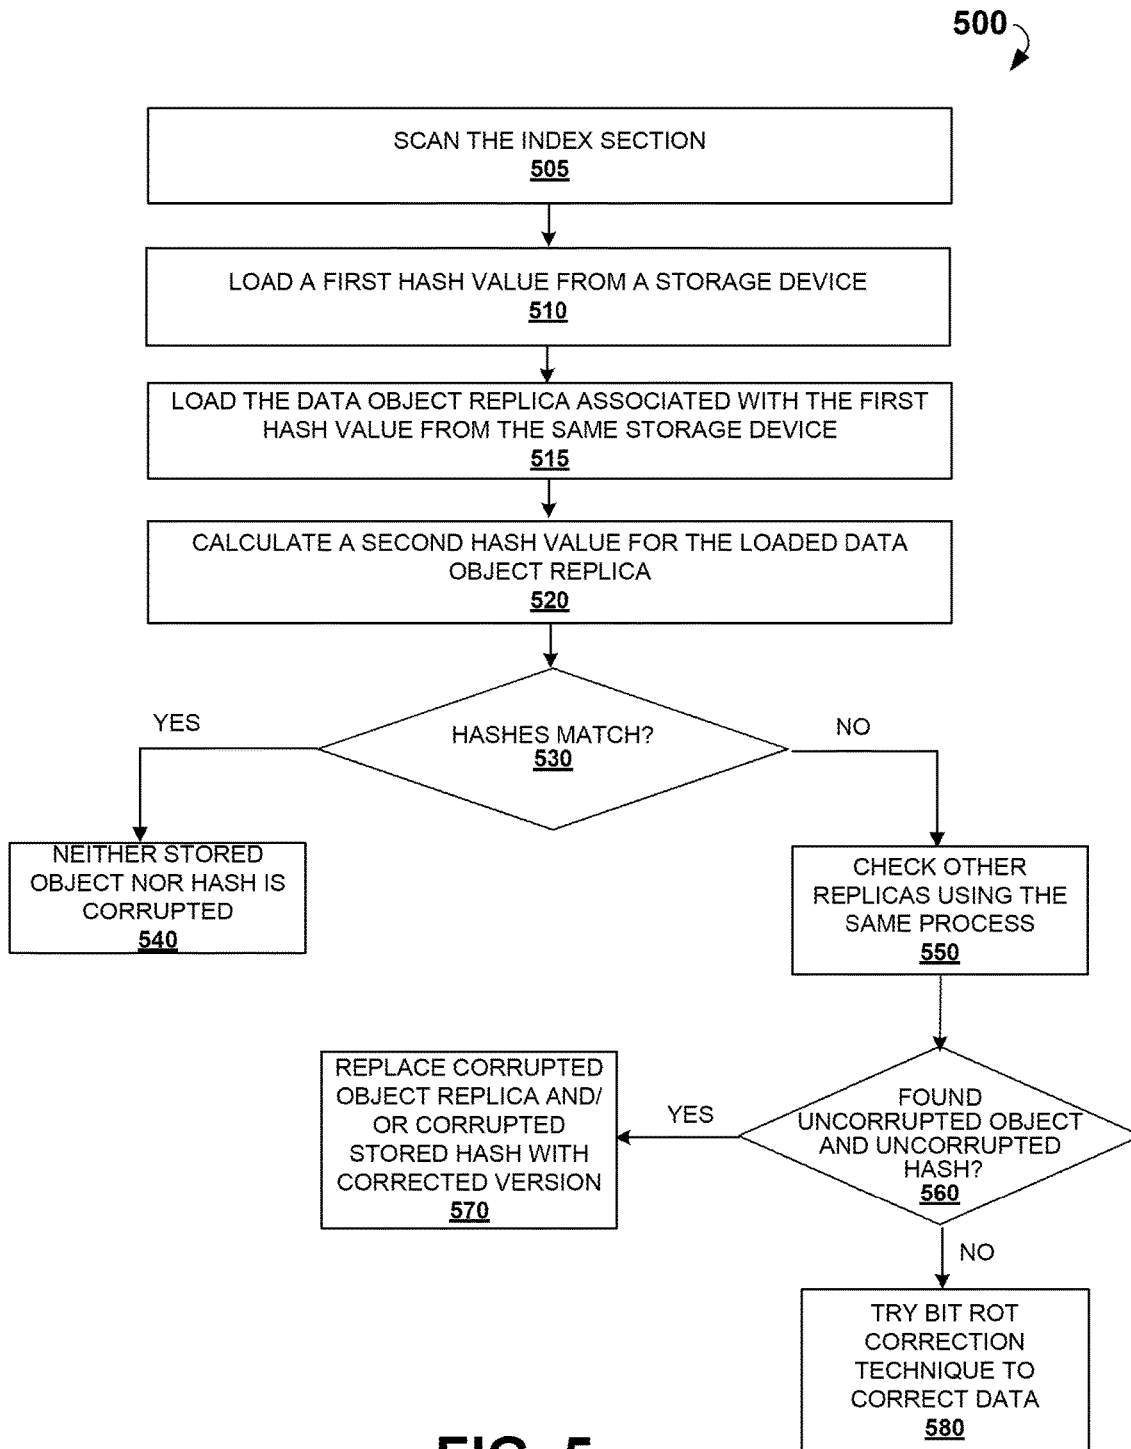 500
SCAN THE INDEX SECTION
505
LOAD A FIRST HASH VALUE FROM A STORAGE DEVICE
510
LOAD THE DATA OBJECT REPLICA ASSOCIATED WITH THE FIRST
HASH VALUE FROM THE SAME STORAGE DEVICE
515
CALCULATE A SECOND HASH VALUE FOR THE LOADED DATA
OBJECT REPLICA
520
YES
HASHES MATCH?
530
NO
NEITHER STORED
OBJECT NOR HASH IS
CORRUPTED
540
CHECK OTHER
REPLICAS USING THE
SAME PROCESS
550
REPLACE CORRUPTED
OBJECT REPLICA AND/
OR CORRUPTED
STORED HASH WITH
CORRECTED VERSION
570
YES
FOUND
UNCORRUPTED OBJECT
AND UNCORRUPTED
HASH?
560
NO
TRY BIT ROT
CORRECTION
TECHNIQUE TO
CORRECT DATA
580
FIG. 5